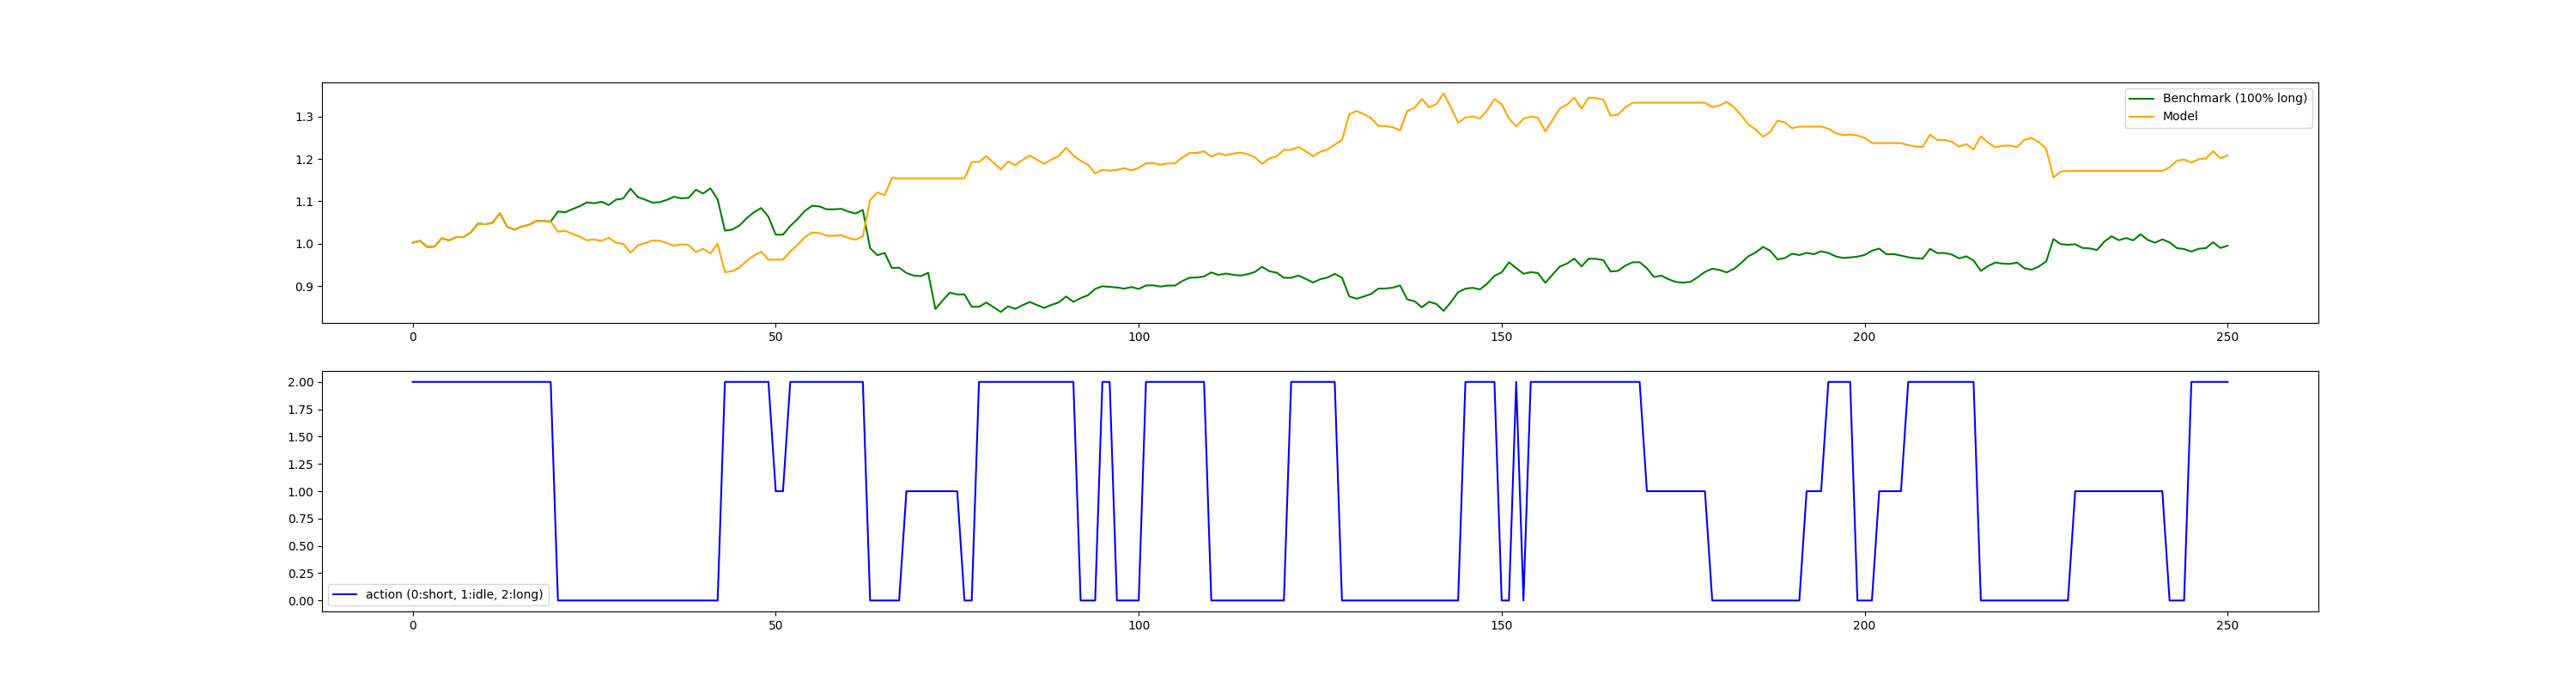 Benchmark (100% long)
Model
1.3
1.2
1.1
1.0
0.9
0 50 100 150 200 250
2.00
1.75
1.50
1.25
1.00
0.75
0.50
0.25
0.00
action (0:short, 1:idle, 2:long)
0 50 100 150 200 250